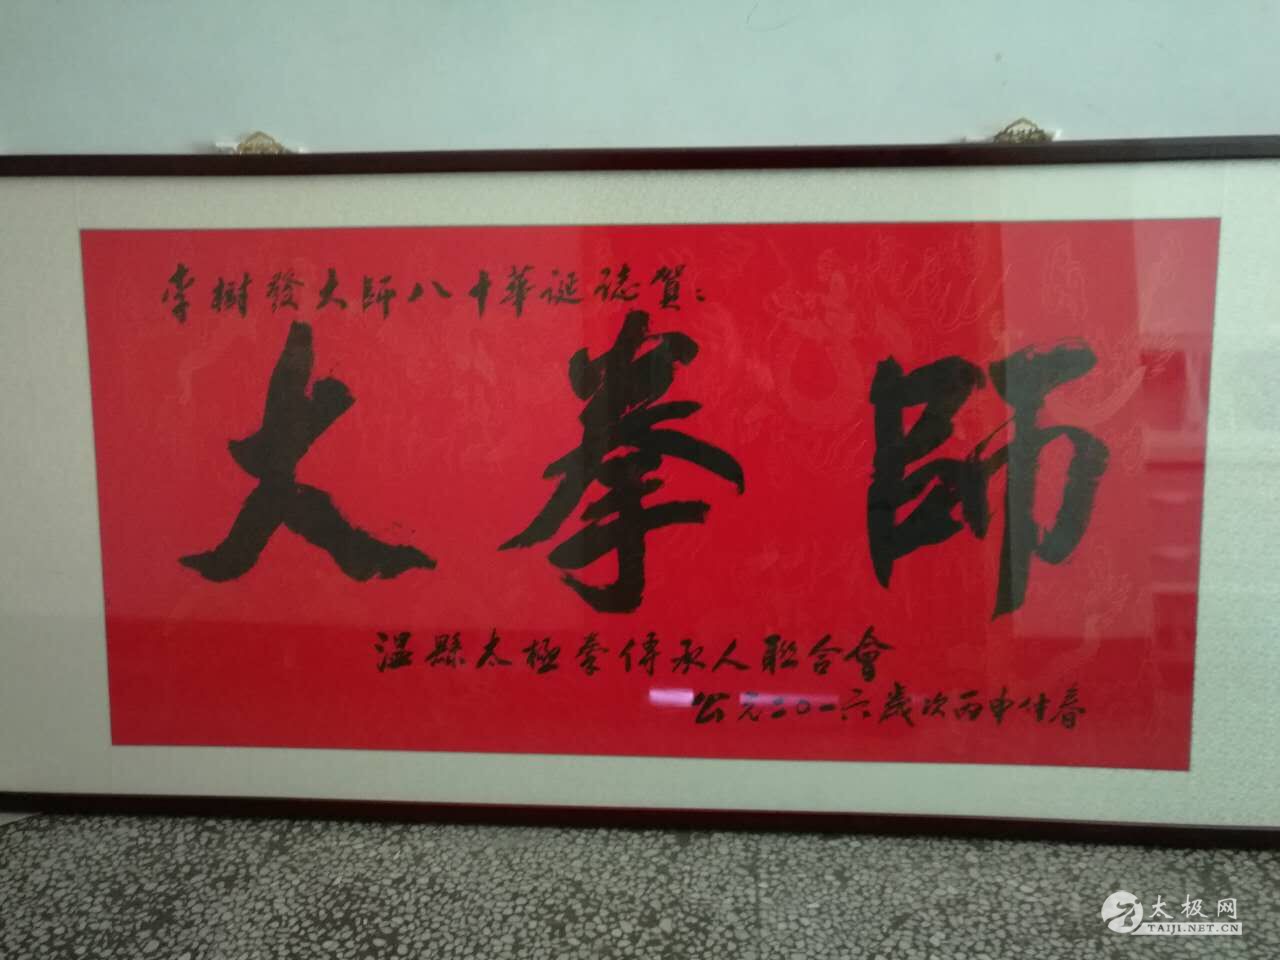 李樹發大師八十華誕誌賀：
大拳師
温縣太極拳傳承人聯合會
公元二〇一六歲次丙申仲春
太极网
TAIJI.NET.CN